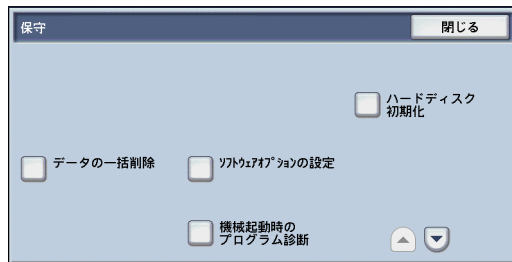 保守
閉じる
ハードディスク
初期化
データの一括削除
ｿﾌﾄｳｪｱｵﾌﾟｼｮﾝの設定
機械起動時の
プログラム診断